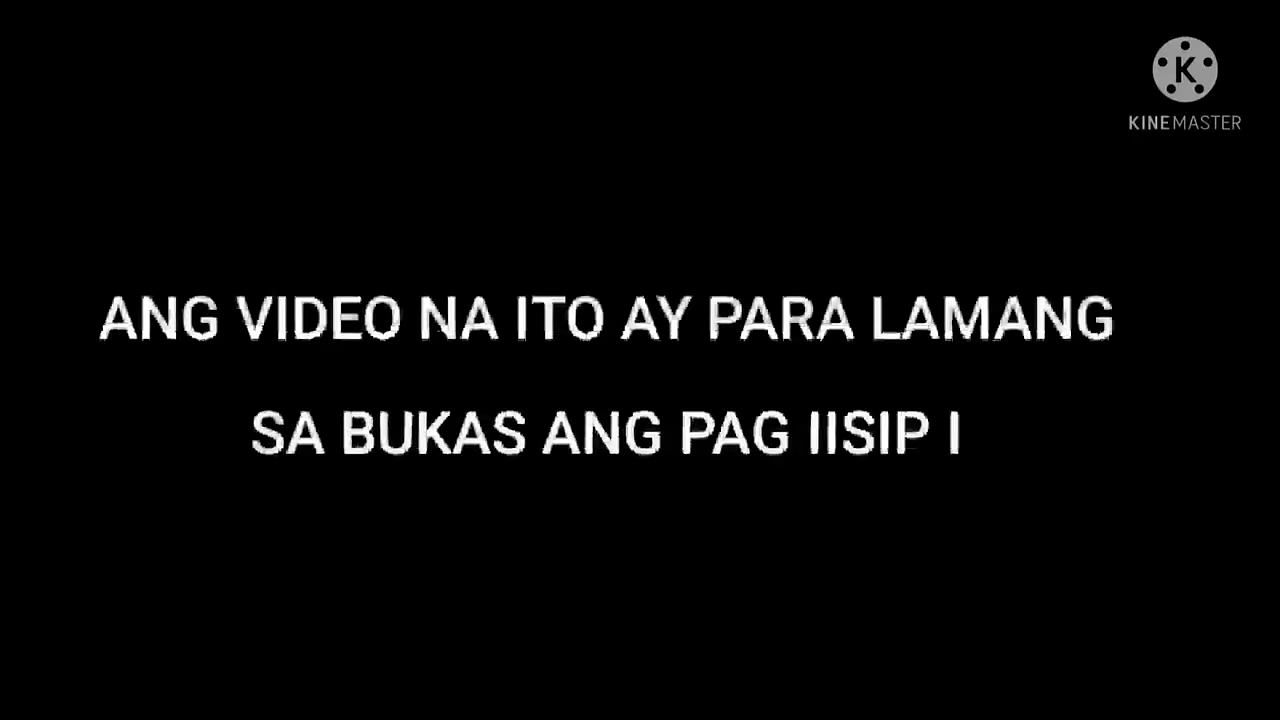 K
KINEMASTER
ANG VIDEO NA ITO AY PARA LAMANG
SA BUKAS ANG PAG IISIP I